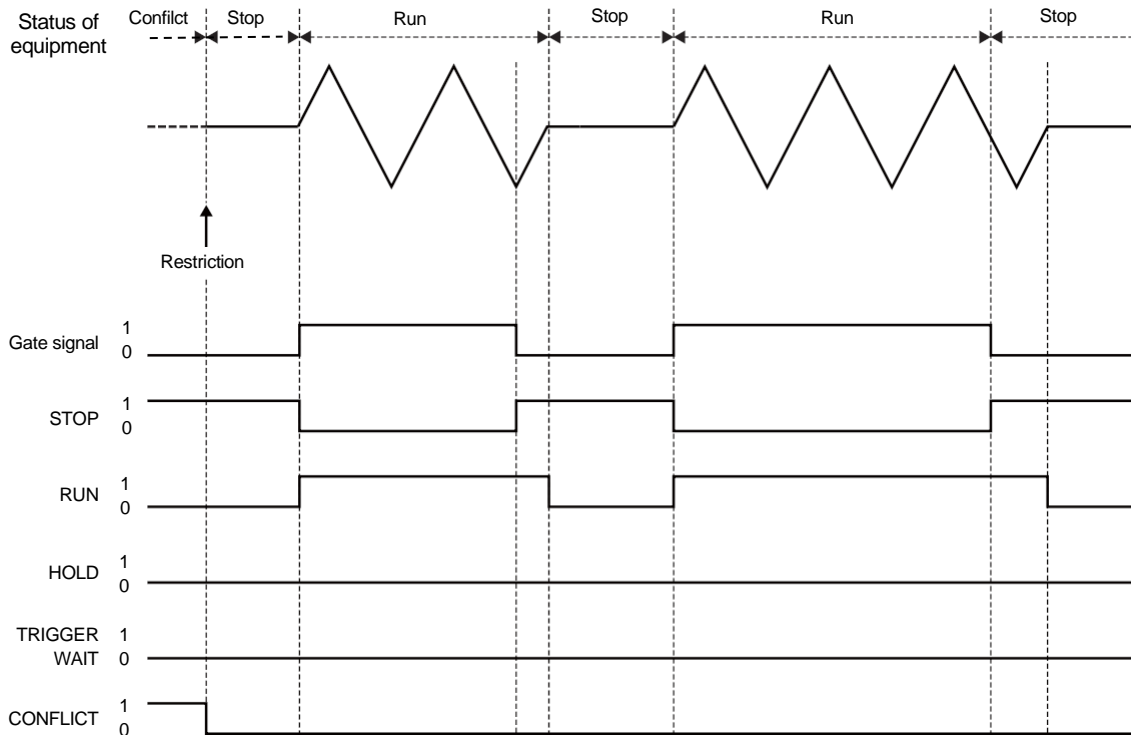 Status of
equipment
Confilct
Stop
Run
Stop
Run
Stop
Restriction
Gate signal
1
0
STOP
1
0
RUN
1
0
HOLD
1
0
TRIGGER
WAIT
1
0
CONFLICT
1
0